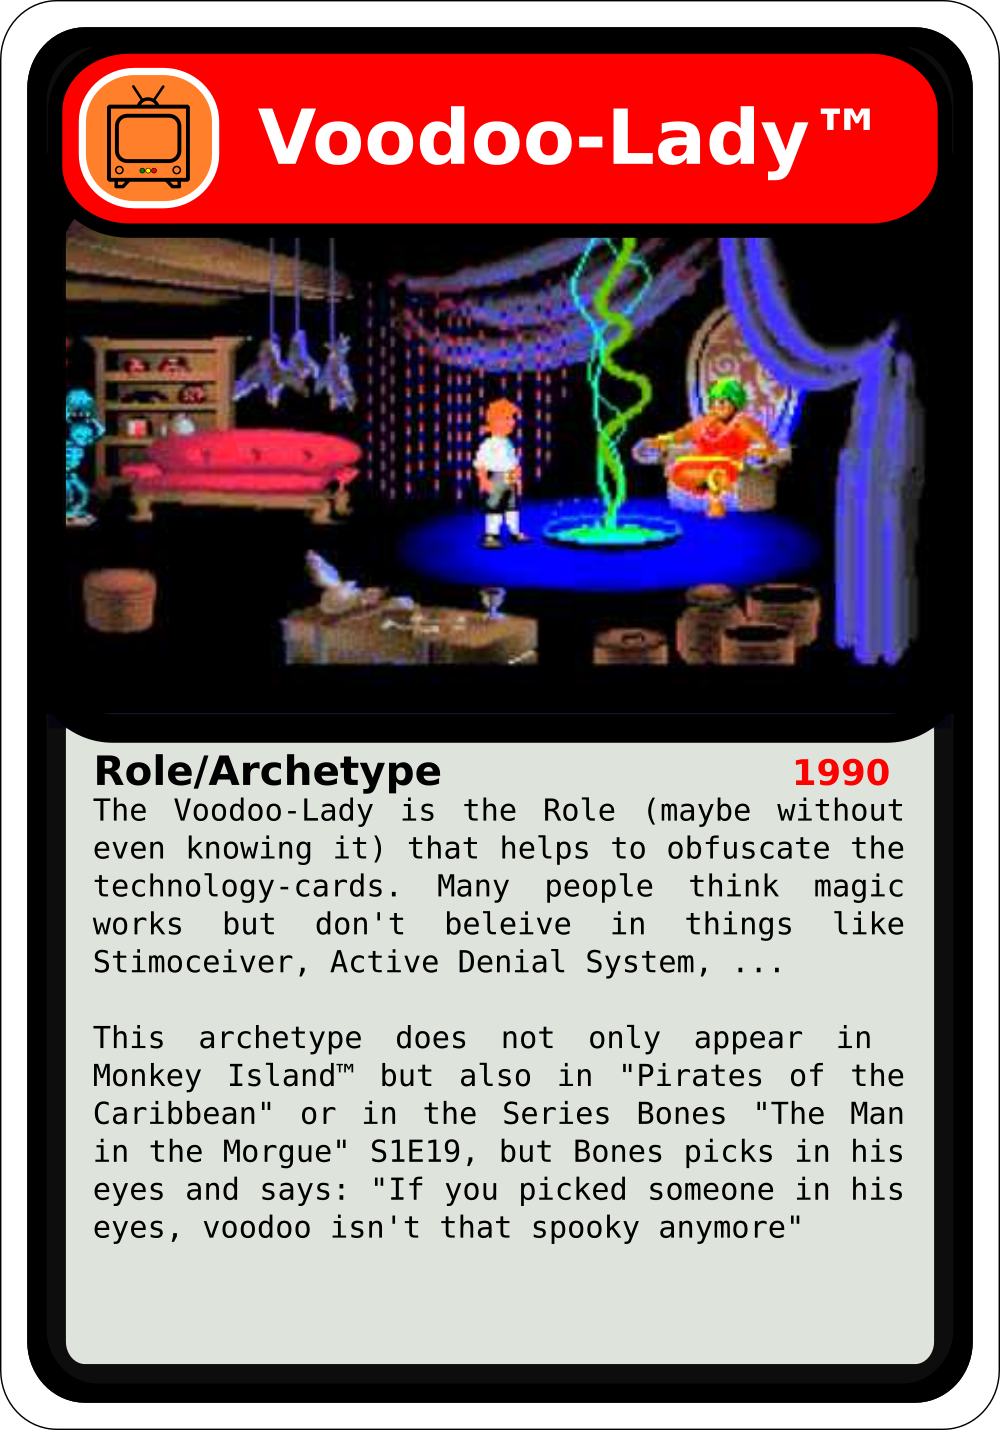 Voodoo-Lady™
Role/Archetype
1990
The Voodoo-Lady is the Role (maybe without
even knowing it) that helps to obfuscate the
technology-cards. Many people think magic
works but don't beleive in things like
Stimoceiver, Active Denial System, ...
This archetype does not only appear in
Monkey Island™ but also in "Pirates of the
Caribbean" or in the Series Bones "The Man
in the Morgue" S1E19, but Bones picks in his
eyes and says: "If you picked someone in his
eyes, voodoo isn't that spooky anymore"